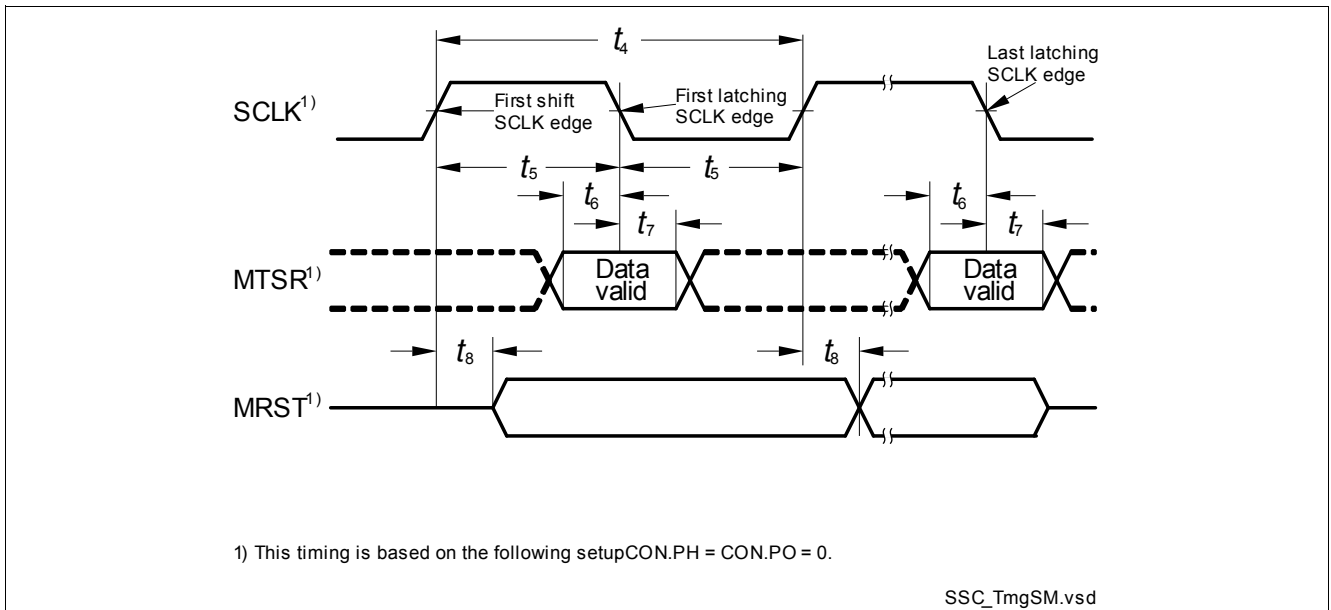 t4
SCLK1)
First shift
SCLK edge
First latching
SCLK edge
Last latching
SCLK edge
t5
t5
t6
t7
t6
t7
MTSR1)
Data
valid
Data
valid
t8
t8
MRST1)
1) This timing is based on the following setupCON.PH = CON.PO = 0.
SSC_TmgSM.vsd